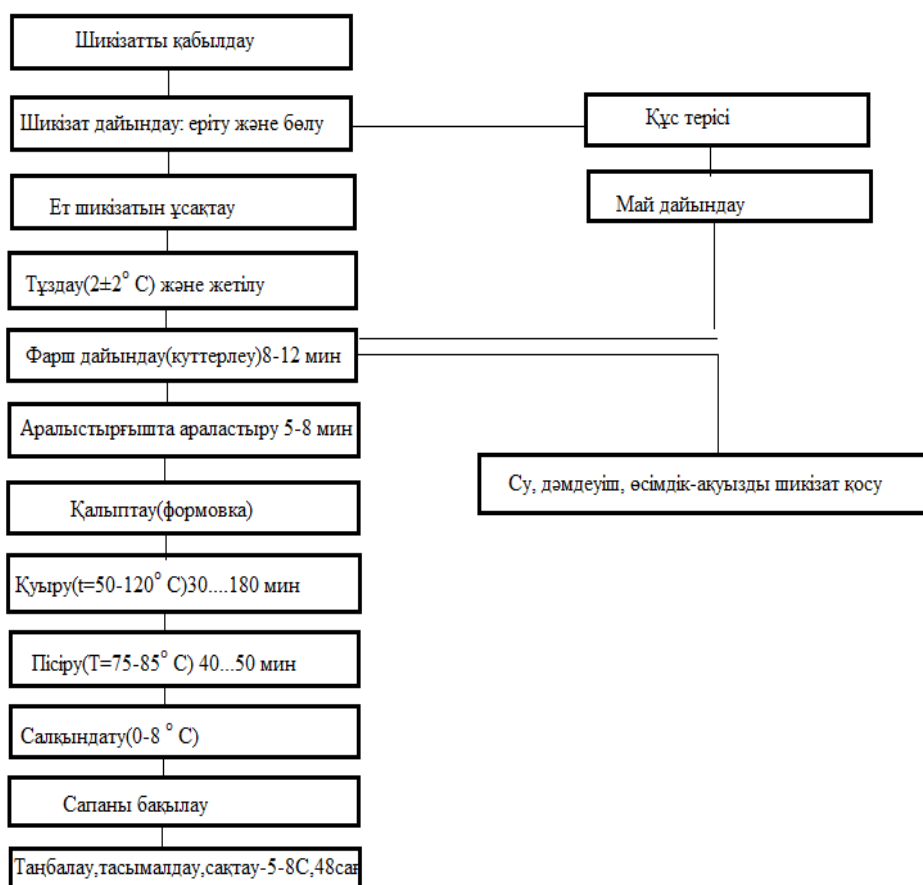 Шикізатты қабылдау
Шикізат дайындау: еріту және бөлу
Құс терісі
Ет шикізатын ұсақтау
Май дайындау
Тұздау(2±2° С) және жетілу
Фарш дайындау(куттерлеу)8-12 мин
Аралыстырғышта араластыру 5-8 мин
Су, дәмдеуіш, өсімдік-ақуызды шикізат қосу
Қалыптау(формовка)
Қуыру(t=50-120° С)30....180 мин
Пісіру(Т=75-85° С) 40...50 мин
Салқындату(0-8 ° С)
Сапаны бақылау
Таңбалау,тасымалдау,сақтау-5-8С,48сағ